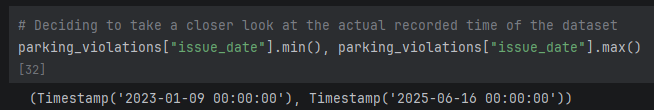 # Deciding to take a closer look at the actual recorded time of the dataset
parking_violations["issue_date"].min(), parking_violations["issue_date"].max()
[32]
(Timestamp('2023-01-09 00:00:00'), Timestamp('2025-06-16 00:00:00'))